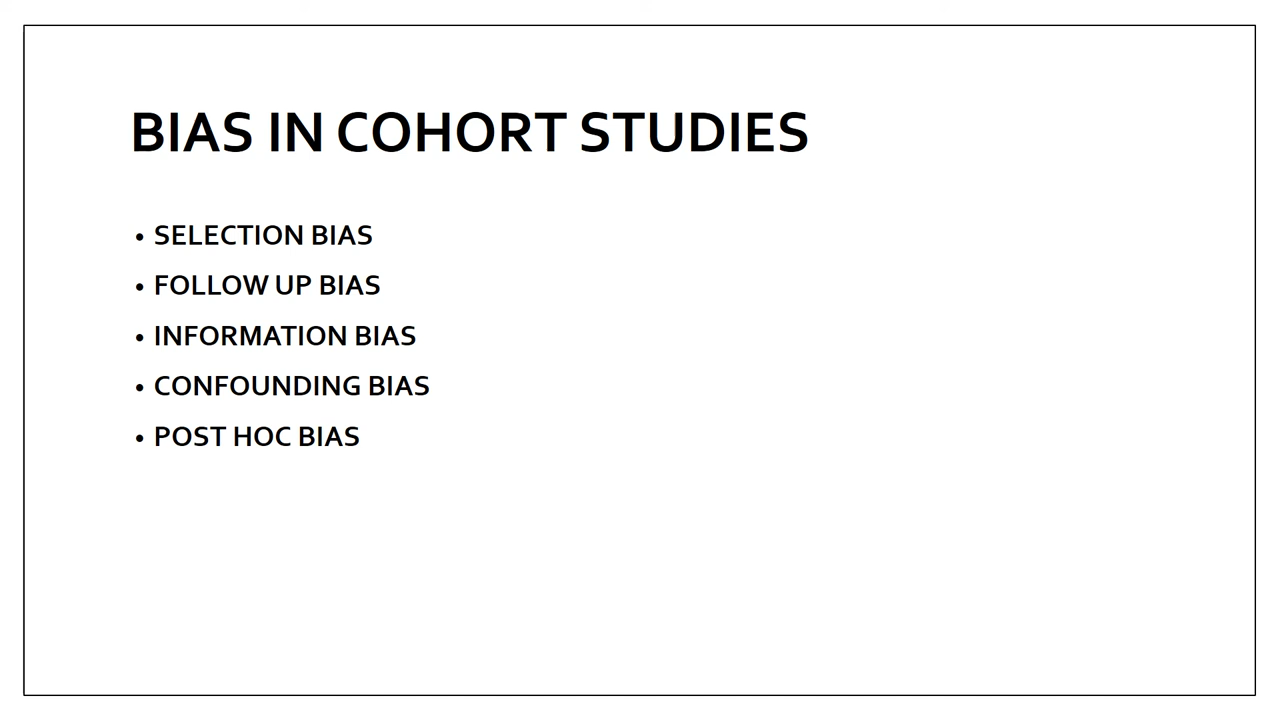 BIAS IN COHORT STUDIES
• SELECTION BIAS
• FOLLOW UP BIAS
• INFORMATION BIAS
• CONFOUNDING BIAS
• POST HOC BIAS